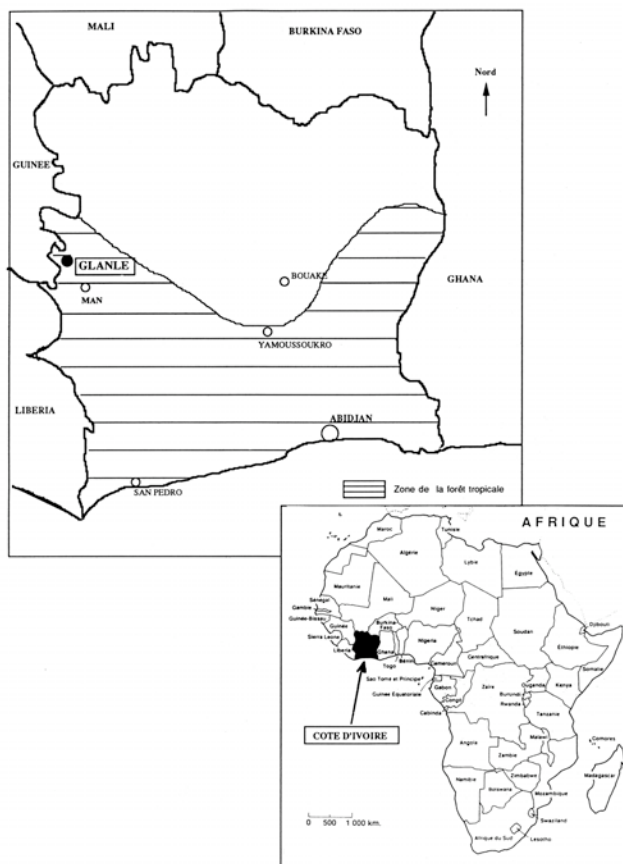 MALI
BURKINA FASO
Nord
GUINEE
GLANLE
BOUAKE
GHANA
MAN
YAMOUSSOUKRO
LIBERIA
ABIDJAN
SAN PEDRO
Zone de la forêt tropicale
AFRIQUE
Tunisie
Maroc
Algérie
Lybie
Egypte
Mauritanie
Mali
Niger
Tchad
Soudan
Djibouti
Sénégal
Gambie
Guinée-Bissau
Guinée
Sierra Leone
Liberia
Burkina-
Faso
Ghana
Togo
Bénin
Nigeria
Cameroun
Centrafrique
Ethiopie
Somalie
Sao Tome et Principe
Guinée Equatoriale
Gabon
Congo
Cabinda
Zaïre
Ouganda
Kenya
Rwanda
Burundi
Tanzanie
COTE D'IVOIRE
Angola
Zambie
Malawi
Comores
Namibie
Botswana
Zimbabwe
Mozambique
Madagascar
Swaziland
Lesotho
Afrique du Sud
0 500 1 000 km.